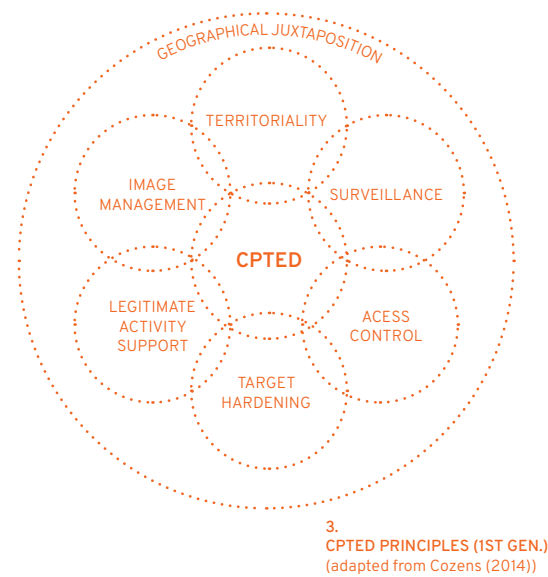 GEOGRAPHICAL JUXTAPOSITION
TERRITORIALITY
IMAGE
MANAGEMENT
SURVEILLANCE
CPTED
LEGITIMATE
ACTIVITY
SUPPORT
ACESS
CONTROL
TARGET
HARDENING
3.
CPTED PRINCIPLES (1ST GEN.)
(adapted from Cozens (2014))